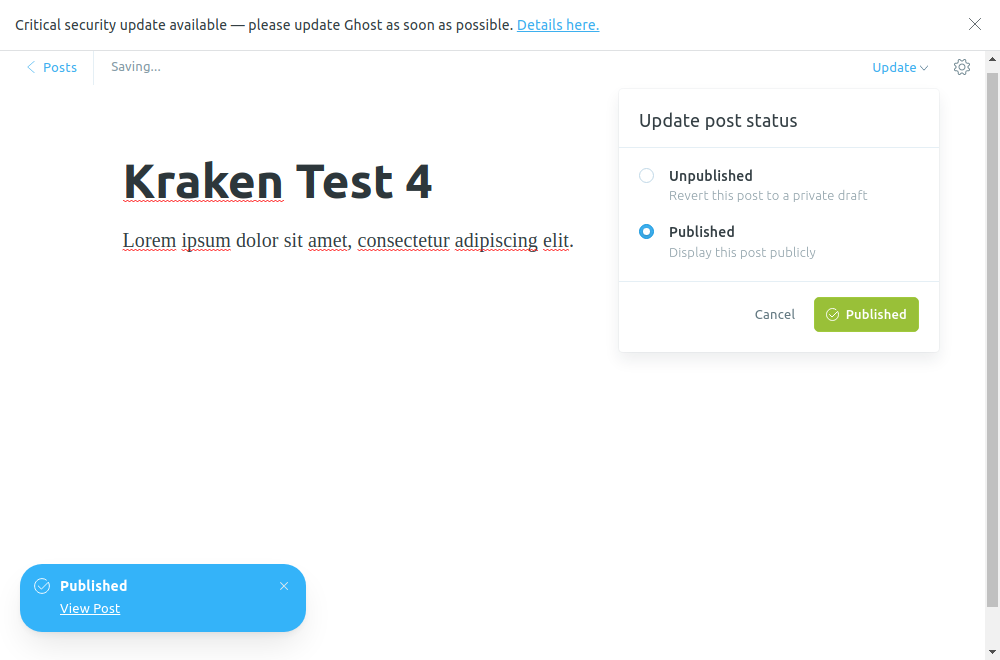 Critical security update available — please update Ghost as soon as possible. Details here.
Posts
Saving...
Update
Update post status
Unpublished
Revert this post to a private draft
Published
Display this post publicly
Cancel
Published
Kraken Test 4
Lorem ipsum dolor sit amet, consectetur adipiscing elit.
Published
View Post